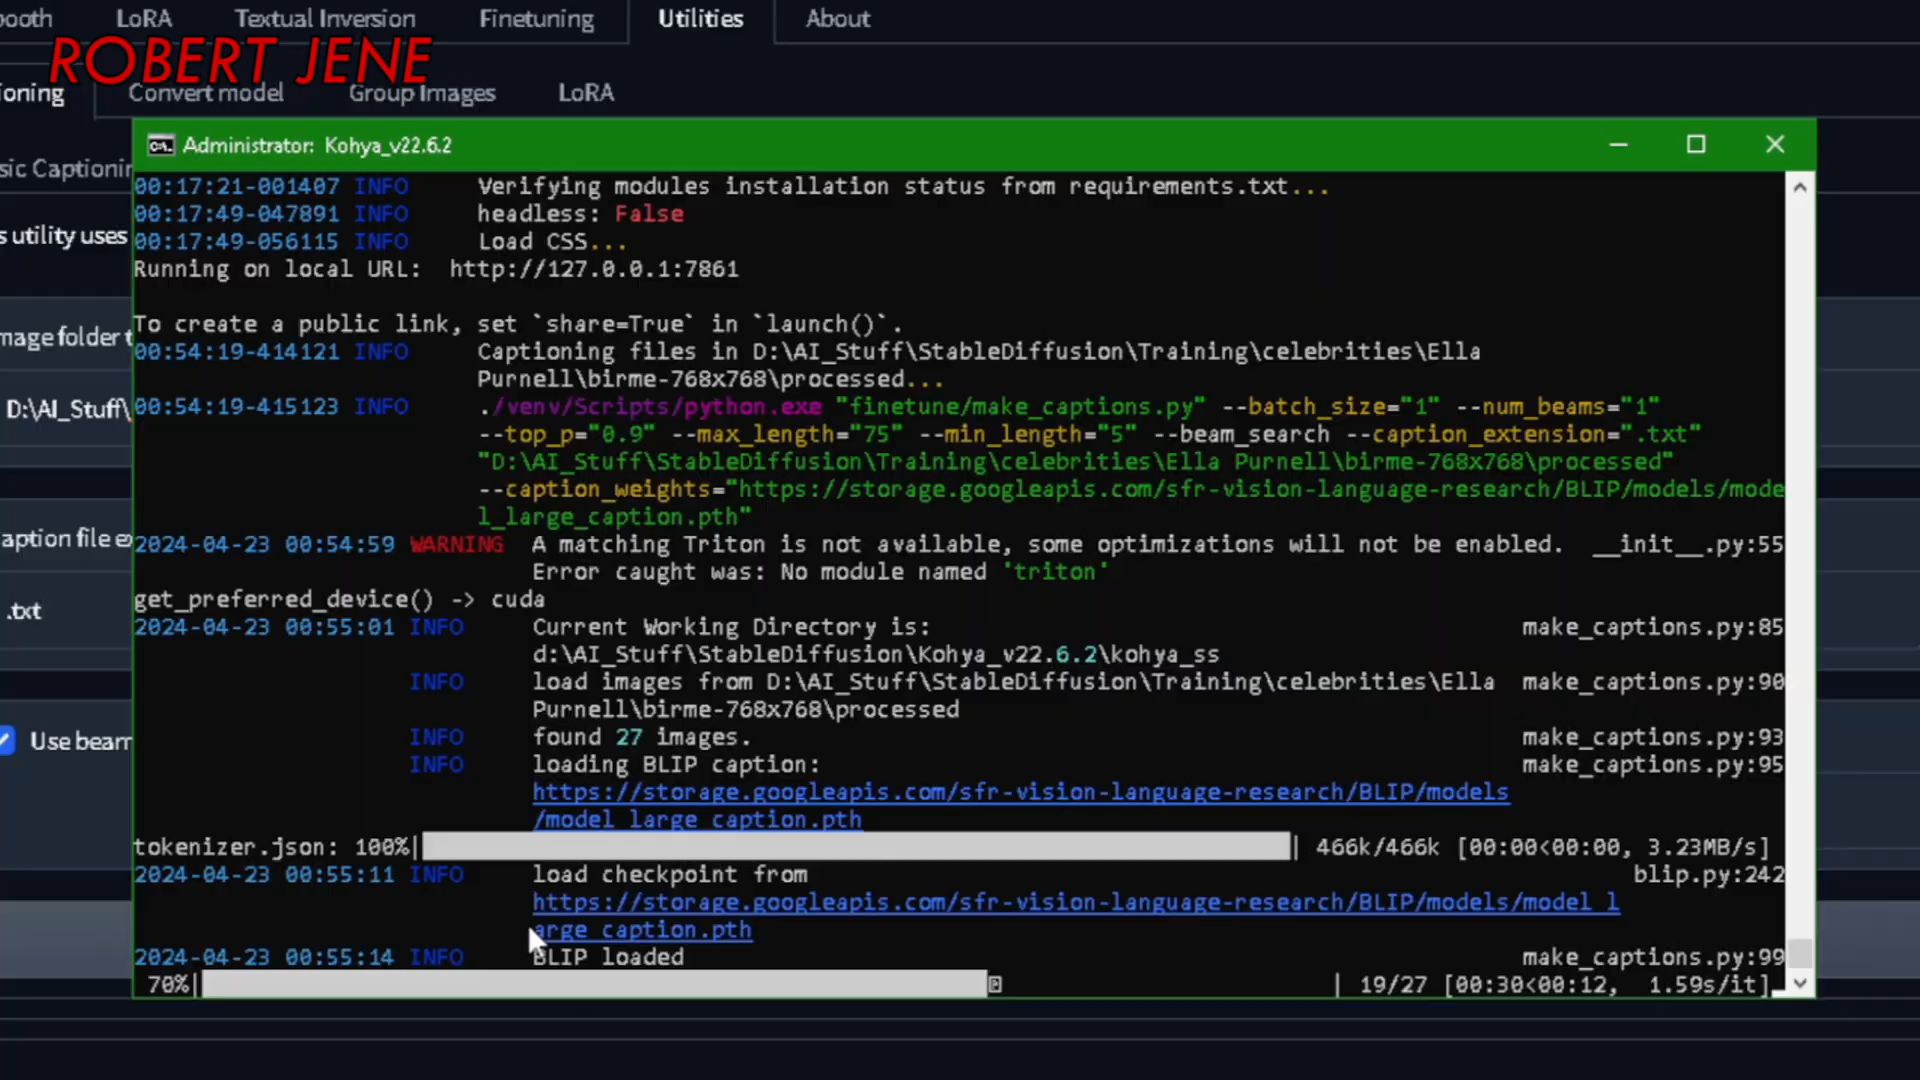 ooth LoRA Textual Inversion Finetuning Utilities About
ROBERT JENE
ioning Convert model Group Images LoRA
Administrator: Kohya_v22.6.2
sic Captionin
s utility uses
mage folder t
D:\AI_Stuff\
aption file e
.txt
Use beam
00:17:21-001407 INFO Verifying modules installation status from requirements.txt...
00:17:49-047891 INFO headless: False
00:17:49-056115 INFO Load CSS...
Running on local URL: http://127.0.0.1:7861
To create a public link, set `share=True` in `launch()`.
00:54:19-414121 INFO Captioning files in D:\AI_Stuff\StableDiffusion\Training\celebrities\Ella
Purnell\birme-768x768\processed...
00:54:19-415123 INFO ./venv/Scripts/python.exe "finetune/make_captions.py" --batch_size="1" --num_beams="1"
--top_p="0.9" --max_length="75" --min_length="5" --beam_search --caption_extension=".txt"
"D:\AI_Stuff\StableDiffusion\Training\celebrities\Ella Purnell\birme-768x768\processed"
--caption_weights="https://storage.googleapis.com/sfr-vision-language-research/BLIP/models/mode
l_large_caption.pth"
2024-04-23 00:54:59 WARNING A matching Triton is not available, some optimizations will not be enabled. __init__.py:55
Error caught was: No module named 'triton'
get_preferred_device() -> cuda
2024-04-23 00:55:01 INFO Current Working Directory is: make_captions.py:85
d:\AI_Stuff\StableDiffusion\Kohya_v22.6.2\kohya_ss
INFO load images from D:\AI_Stuff\StableDiffusion\Training\celebrities\Ella make_captions.py:90
Purnell\birme-768x768\processed
INFO found 27 images. make_captions.py:93
INFO loading BLIP caption: make_captions.py:95
https://storage.googleapis.com/sfr-vision-language-research/BLIP/models
/model_large_caption.pth
tokenizer.json: 100%| | 466k/466k [00:00<00:00, 3.23MB/s]
2024-04-23 00:55:11 INFO load checkpoint from blip.py:242
https://storage.googleapis.com/sfr-vision-language-research/BLIP/models/model_l
arge_caption.pth
2024-04-23 00:55:14 INFO BLIP loaded make_captions.py:99
70%| | 19/27 [00:30<00:12, 1.59s/it]